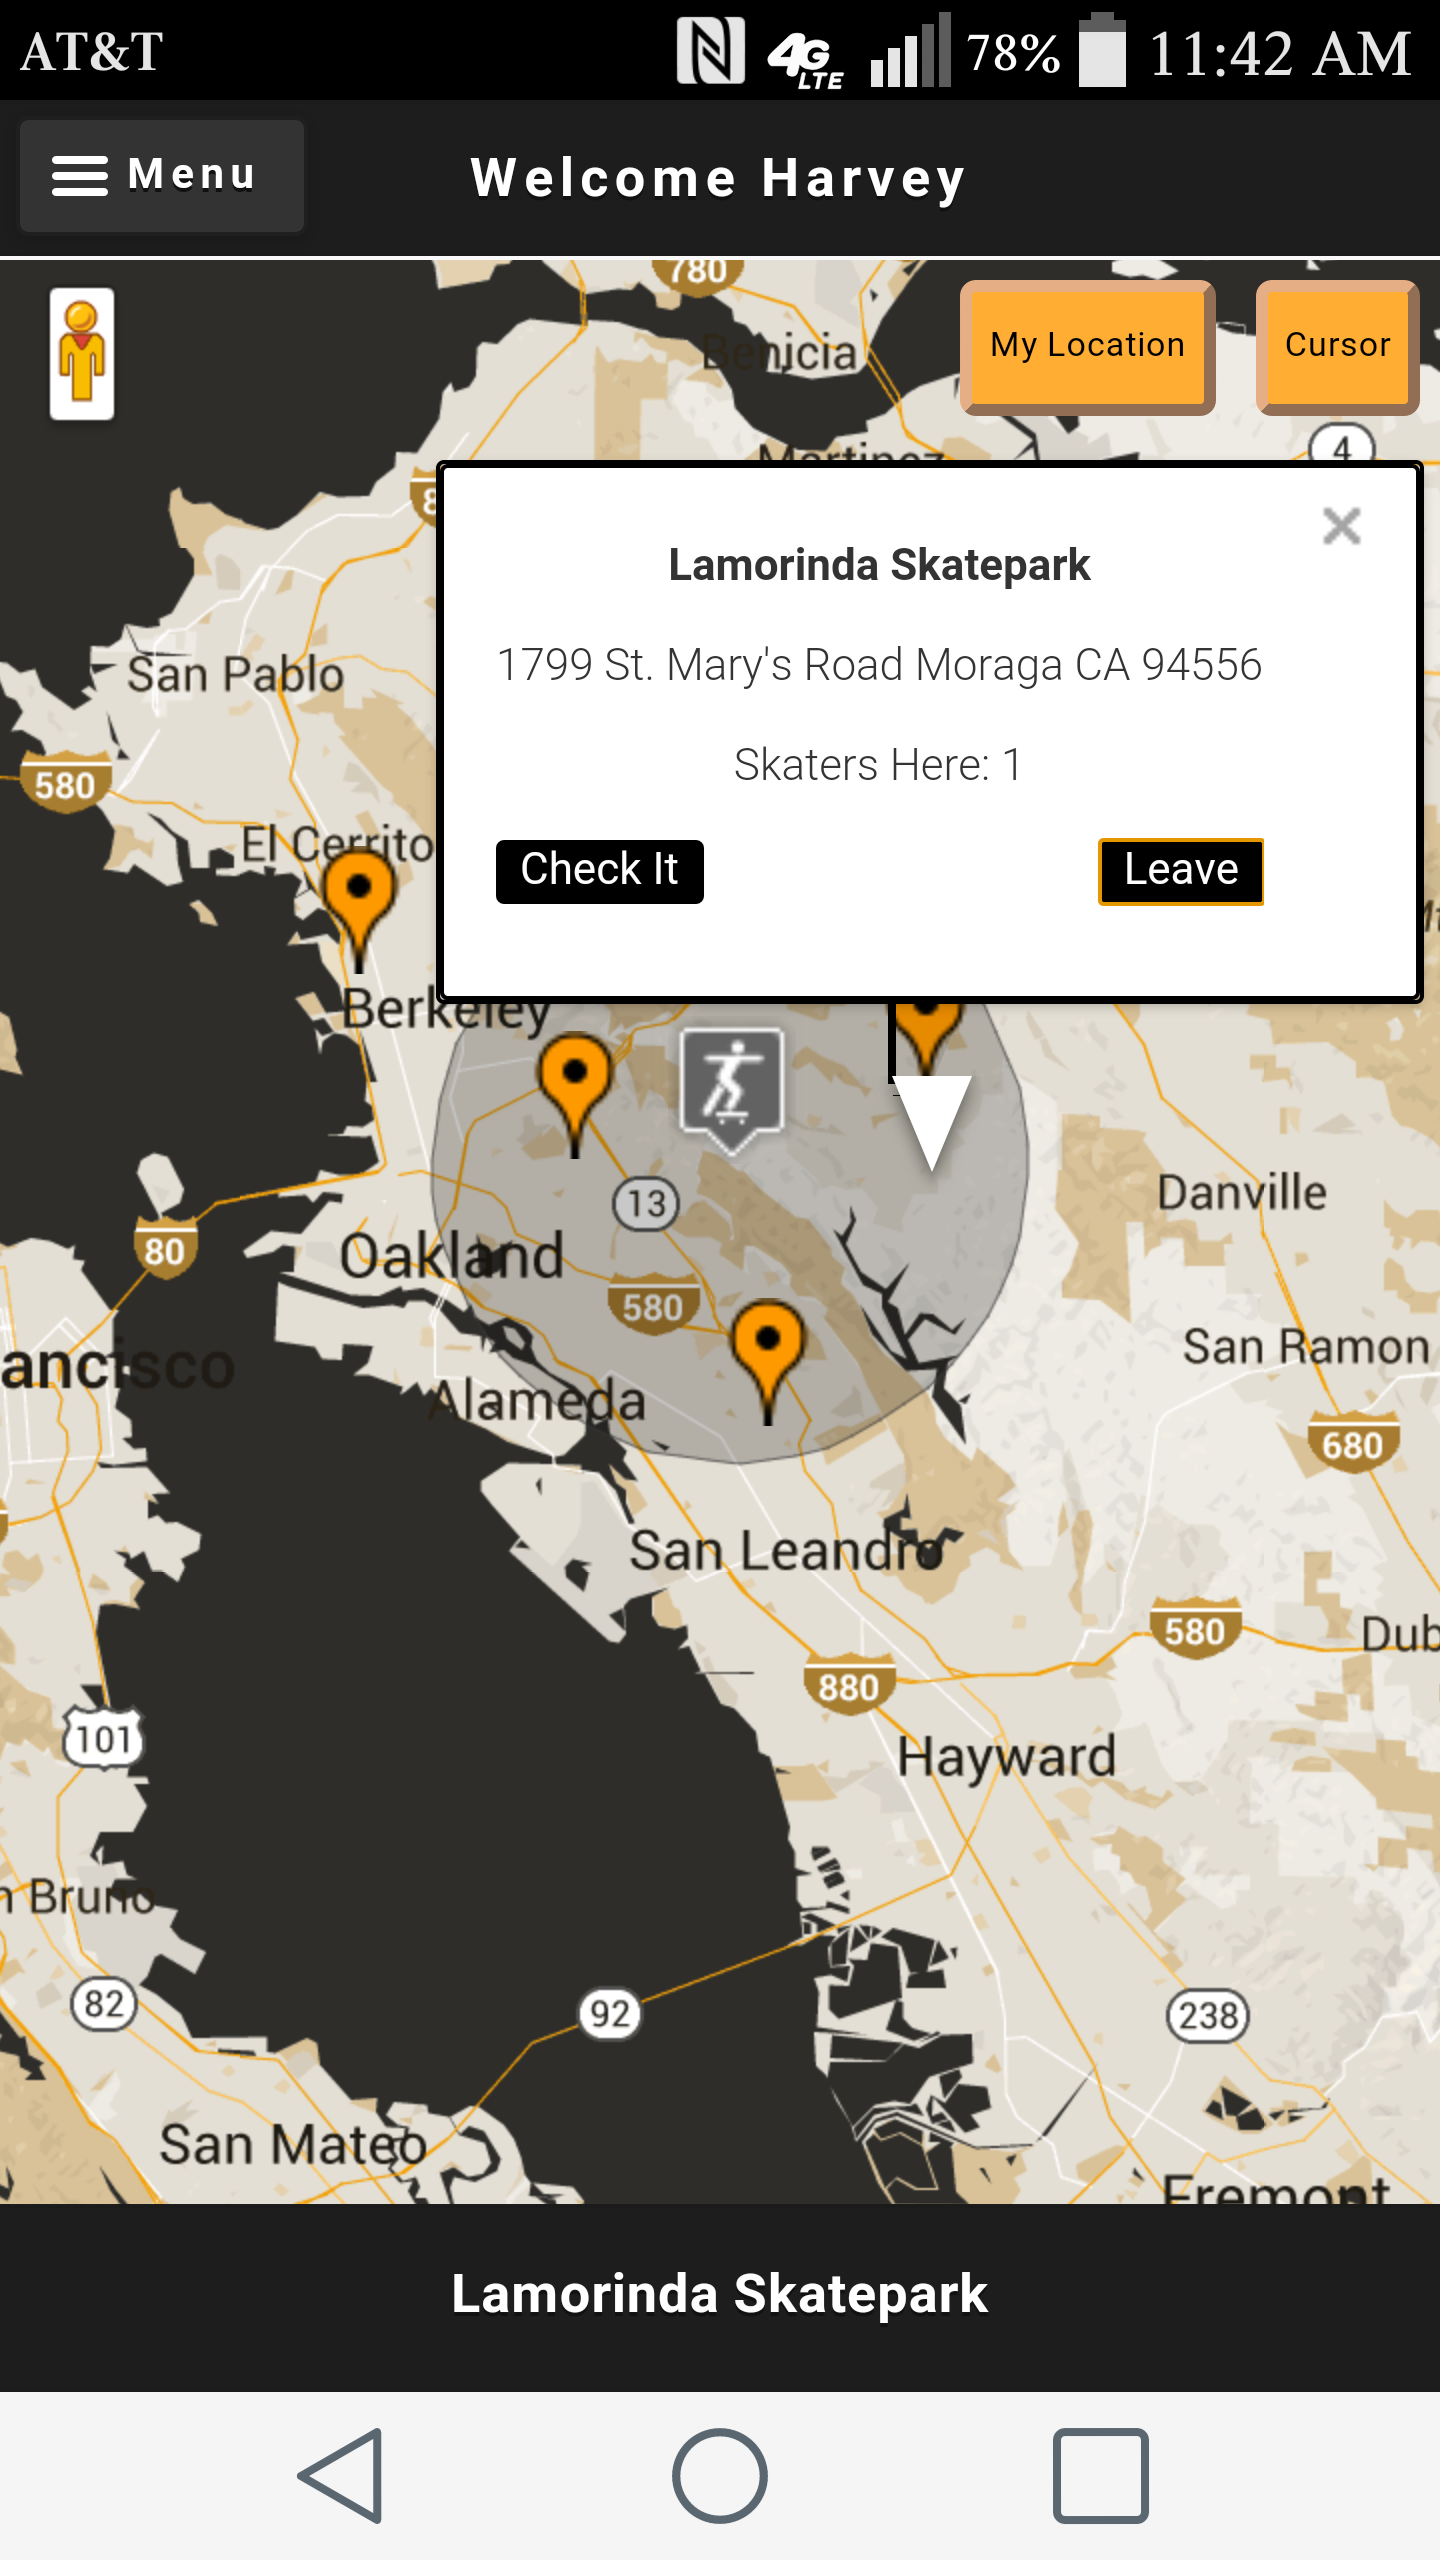 AT&T 4G LTE 78% 11:42 AM
Menu Welcome Harvey
780
My Location Cursor
Benicia
4
Martinez
Lamorinda Skatepark
1799 St. Mary's Road Moraga CA 94556
San Pablo
Skaters Here: 1
580
El Cerrito
Check It Leave
Berkeley
Danville
13
80
Oakland
580
San Ramon
ancisco
Alameda
680
San Leandro
580
Dub
880
101
Hayward
n Bruno
82
92
238
San Mateo
Fremont
Lamorinda Skatepark